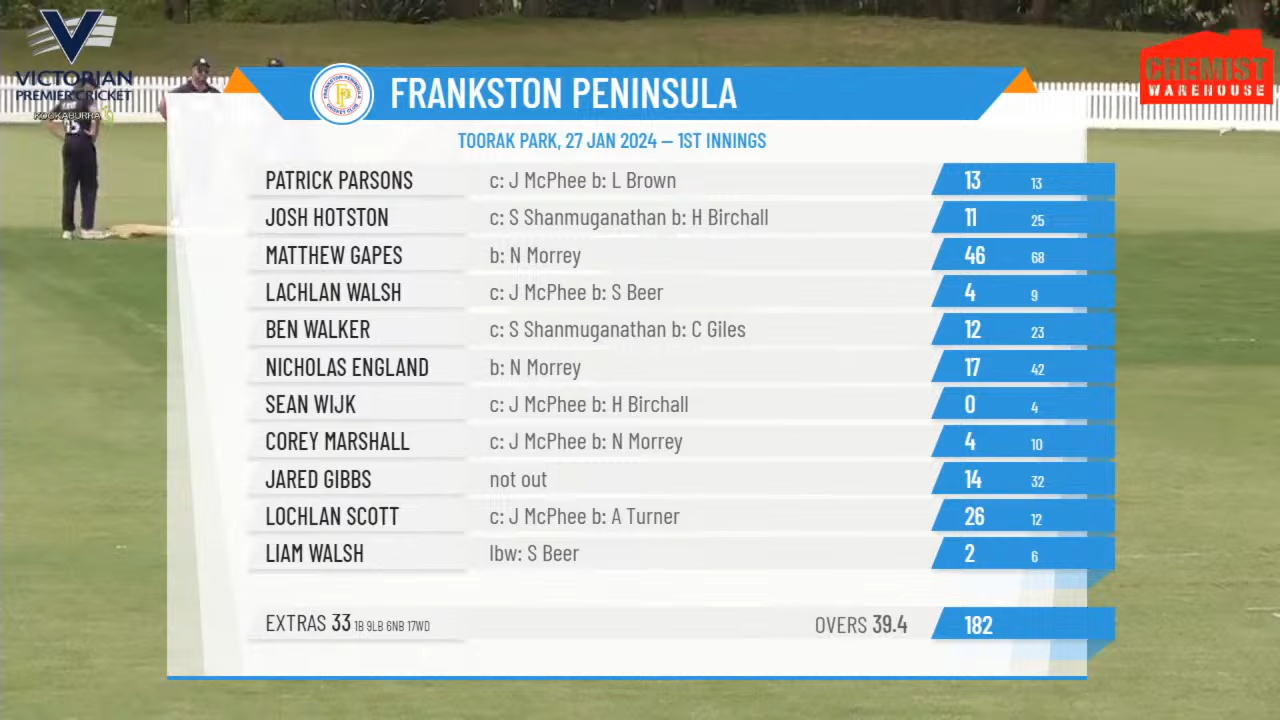 VICTORIAN
PREMIER CRICKET
KOOKABURRA
CHEMIST
WAREHOUSE
FRANKSTON PENINSULA
TOORAK PARK, 27 JAN 2024 – 1ST INNINGS
PATRICK PARSONS c: J McPhee b: L Brown 13 13
JOSH HOTSTON c: S Shanmuganathan b: H Birchall 11 25
MATTHEW GAPES b: N Morrey 46 68
LACHLAN WALSH c: J McPhee b: S Beer 4 9
BEN WALKER c: S Shanmuganathan b: C Giles 12 23
NICHOLAS ENGLAND b: N Morrey 17 42
SEAN WIJK c: J McPhee b: H Birchall 0 4
COREY MARSHALL c: J McPhee b: N Morrey 4 10
JARED GIBBS not out 14 32
LOCHLAN SCOTT c: J McPhee b: A Turner 26 12
LIAM WALSH lbw: S Beer 2 6
EXTRAS 33 1B 9LB 6NB 17WD OVERS 39.4 182